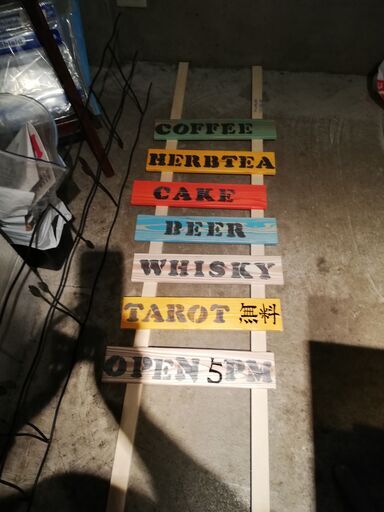 COFFEE
HERBTEA
CAKE
BEER
WHISKY
TAROT
OPEN 5PM